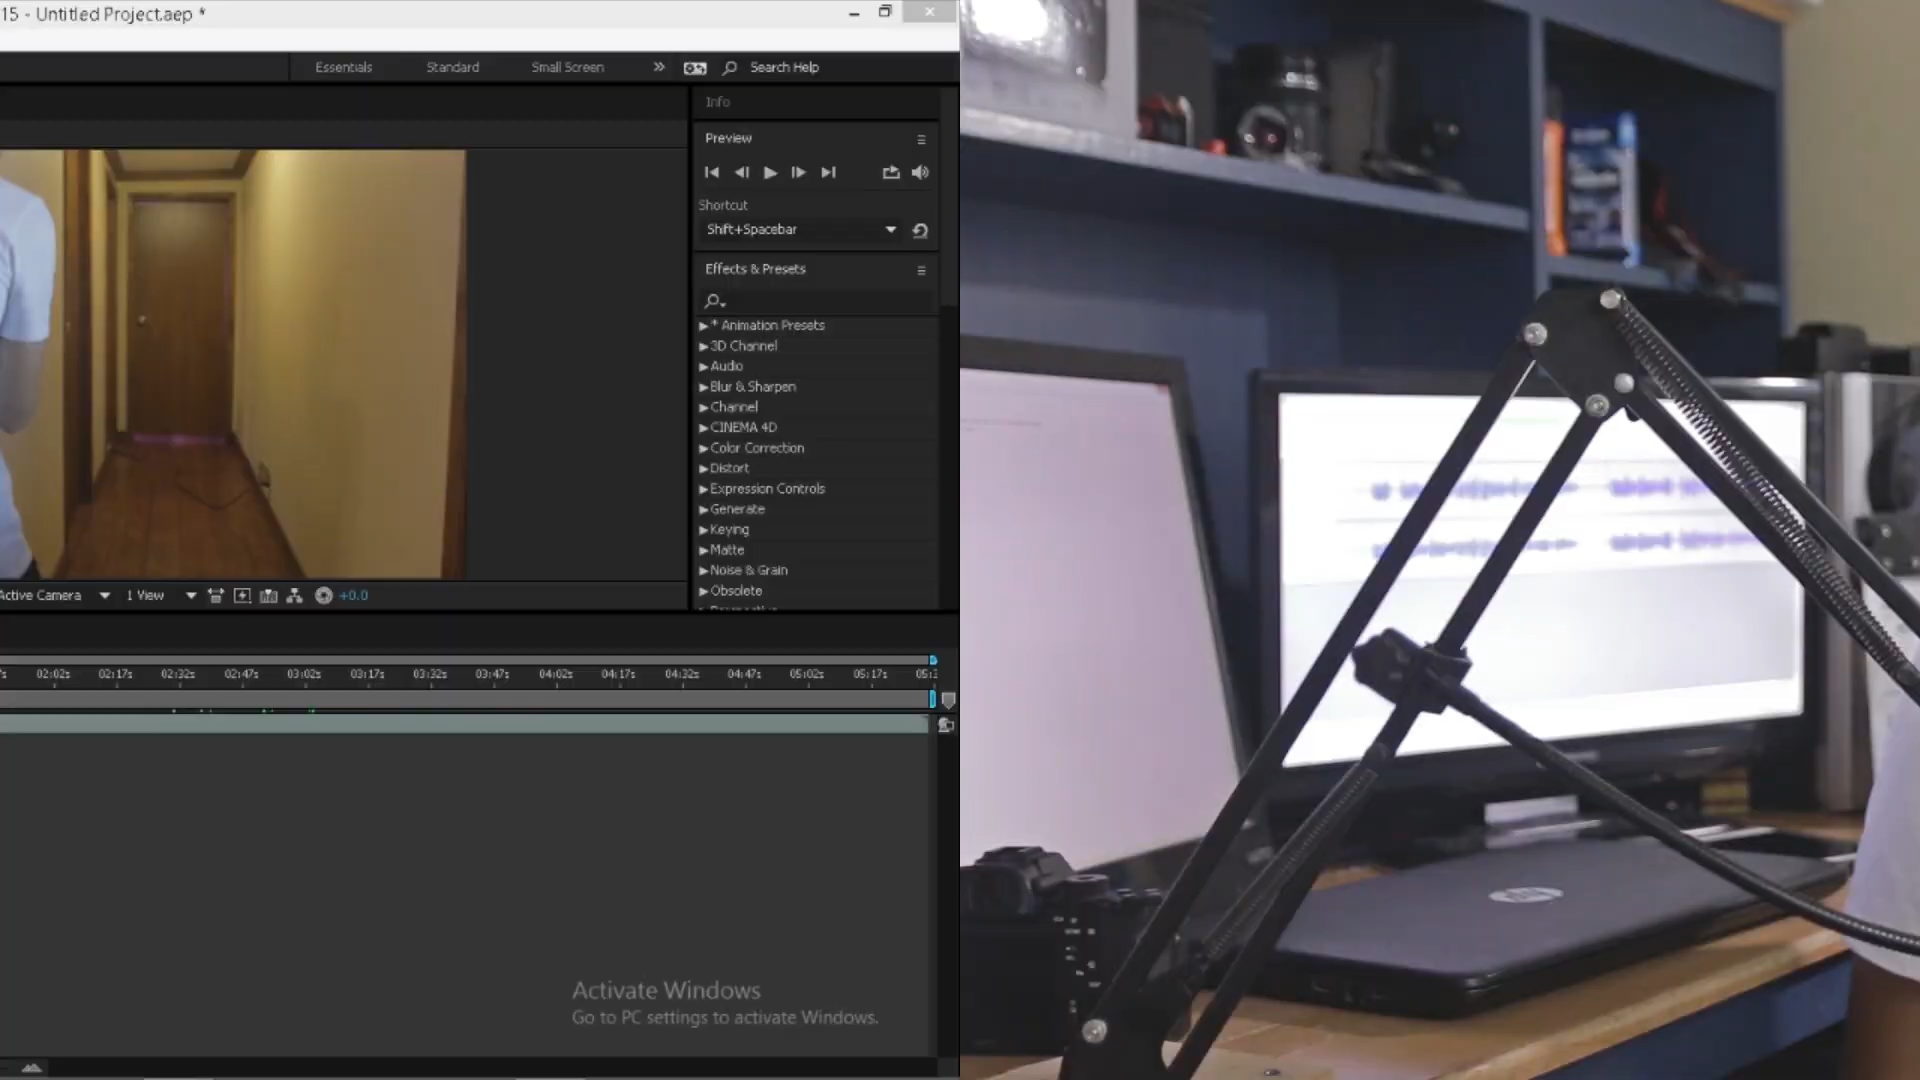 15 - Untitled Project.aep *
Essentials
Standard
Small Screen
Search Help
Info
Preview
Shortcut
Shift+Spacebar
Effects & Presets
* Animation Presets
3D Channel
Audio
Blur & Sharpen
Channel
CINEMA 4D
Color Correction
Distort
Expression Controls
Generate
Keying
Matte
Noise & Grain
Obsolete
Active Camera
1 View
+0.0
02:02s 02:17s 02:32s 02:47s 03:02s 03:17s 03:32s 03:47s 04:02s 04:17s 04:32s 04:47s 05:02s 05:17s
Activate Windows
Go to PC settings to activate Windows.